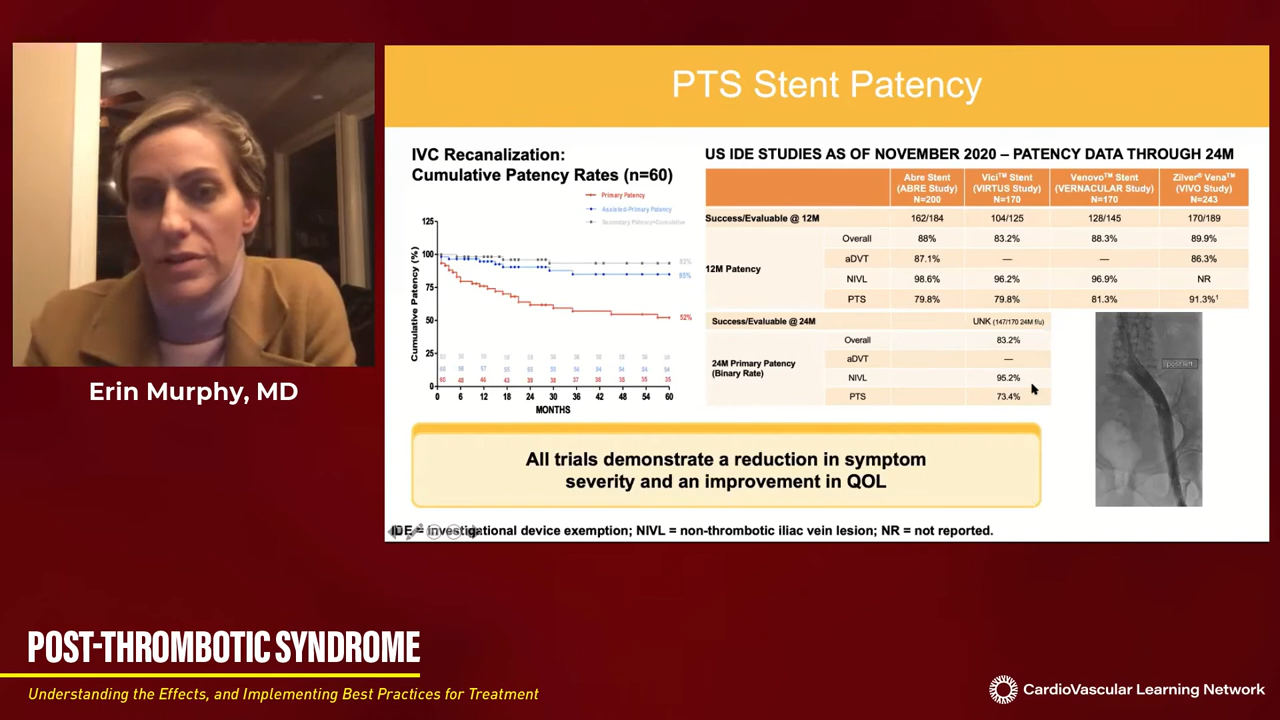 PTS Stent Patency
IVC Recanalization:
Cumulative Patency Rates (n=60)
Primary Patency
Assisted-Primary Patency
Secondary Patency=Cumulative
Cumulative Patency (%)
125
100
75
50
25
0
93%
85%
52%
0 6 12 18 24 30 36 42 48 54 60
MONTHS
US IDE STUDIES AS OF NOVEMBER 2020 – PATENCY DATA THROUGH 24M
Abre Stent (ABRE Study) N=200
Vici™ Stent (VIRTUS Study) N=170
Venovo™ Stent (VERNACULAR Study) N=170
Zilver® Vena™ (VIVO Study) N=243
Success/Evaluable @ 12M 162/184 104/125 128/145 170/189
12M Patency
Overall 88% 83.2% 88.3% 89.9%
aDVT 87.1% — — 86.3%
NIVL 98.6% 96.2% 96.9% NR
PTS 79.8% 79.8% 81.3% 91.3%¹
Success/Evaluable @ 24M UNK (147/170 24M f/u)
24M Primary Patency
(Binary Rate)
Overall 83.2%
aDVT —
NIVL 95.2%
PTS 73.4%
post left
All trials demonstrate a reduction in symptom
severity and an improvement in QOL
IDE = investigational device exemption; NIVL = non-thrombotic iliac vein lesion; NR = not reported.
Erin Murphy, MD
POST-THROMBOTIC SYNDROME
Understanding the Effects, and Implementing Best Practices for Treatment
CardioVascular Learning Network